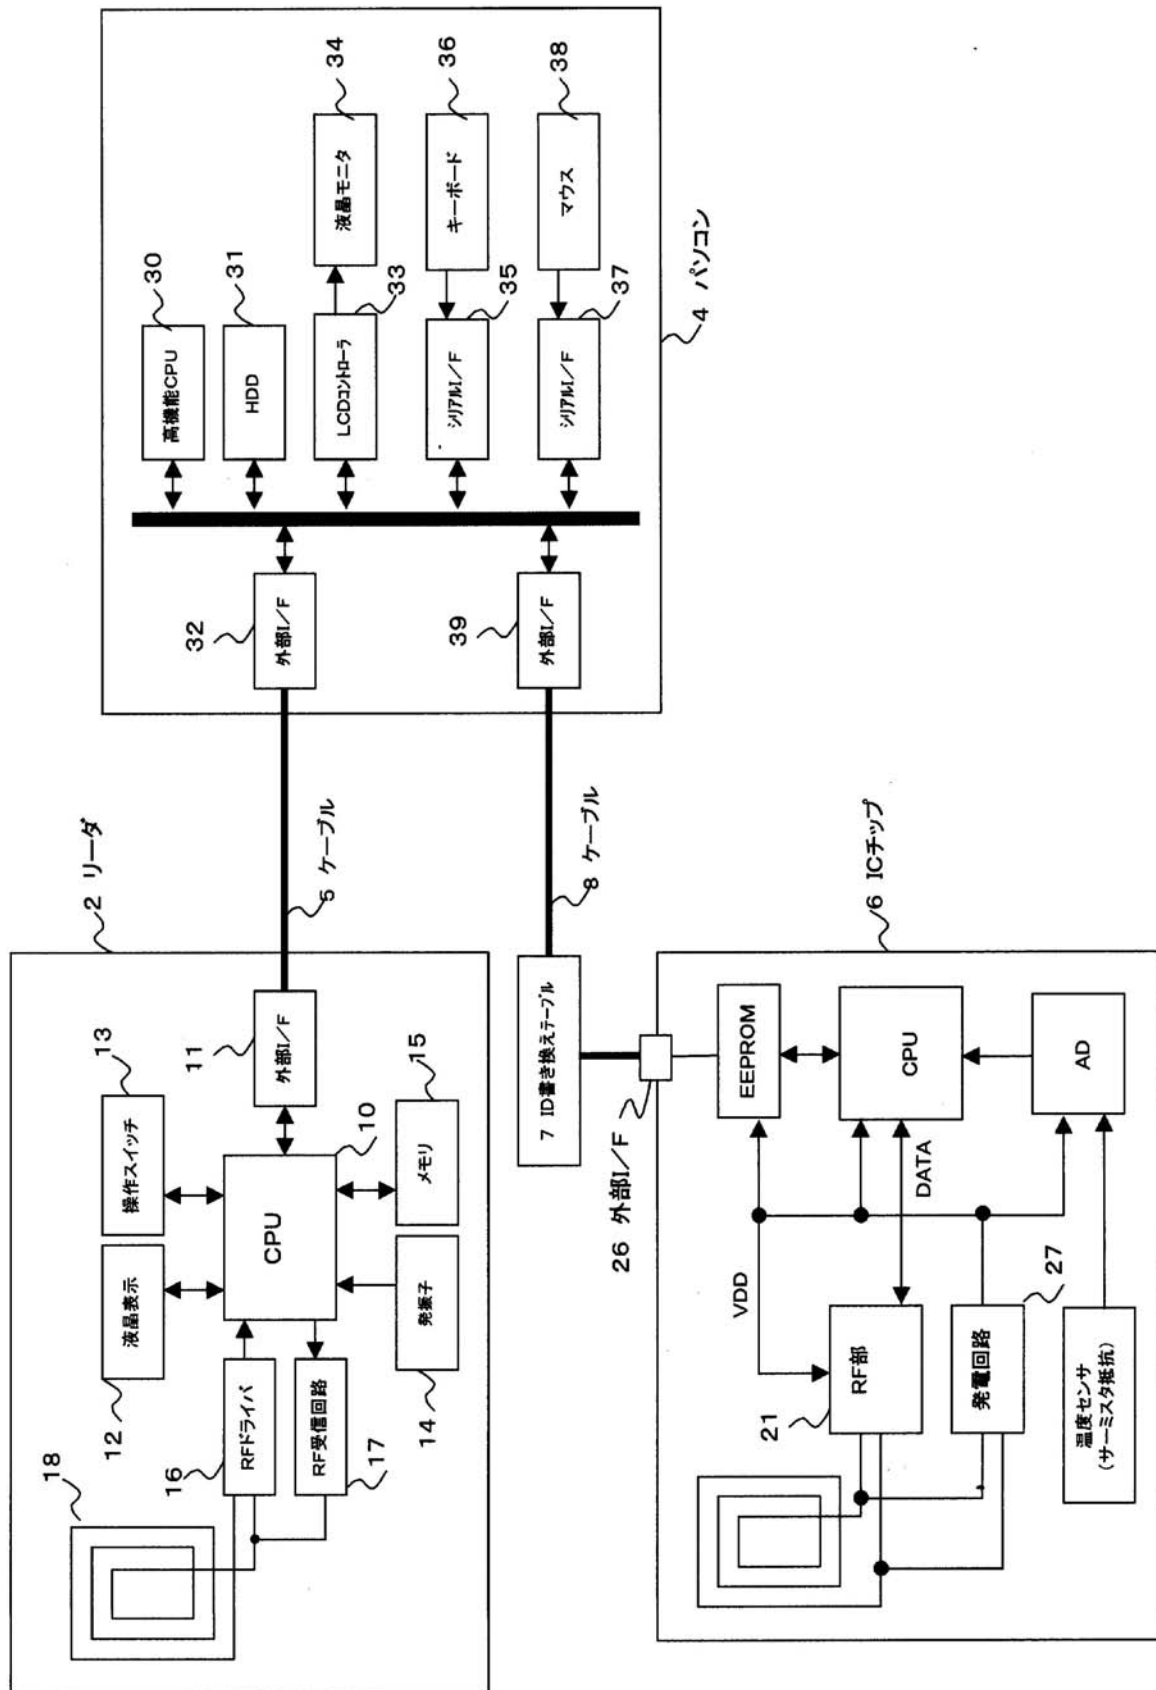 2 リーダ
18
12
液晶表示
13
操作スイッチ
16
RFドライバ
RF受信回路
17
CPU
10
11
外部I/F
14
発振子
15
メモリ
5 ケーブル
4 パソコン
32
外部I/F
39
外部I/F
30
高機能CPU
31
HDD
LCDコントローラ
33
液晶モニタ
34
シリアルI/F
35
キーボード
36
シリアルI/F
37
マウス
38
8 ケーブル
7 ID書き換えテーブル
26 外部I/F
6 ICチップ
EEPROM
CPU
AD
VDD
DATA
21
RF部
発電回路
27
温度センサ
(サーミスタ抵抗)